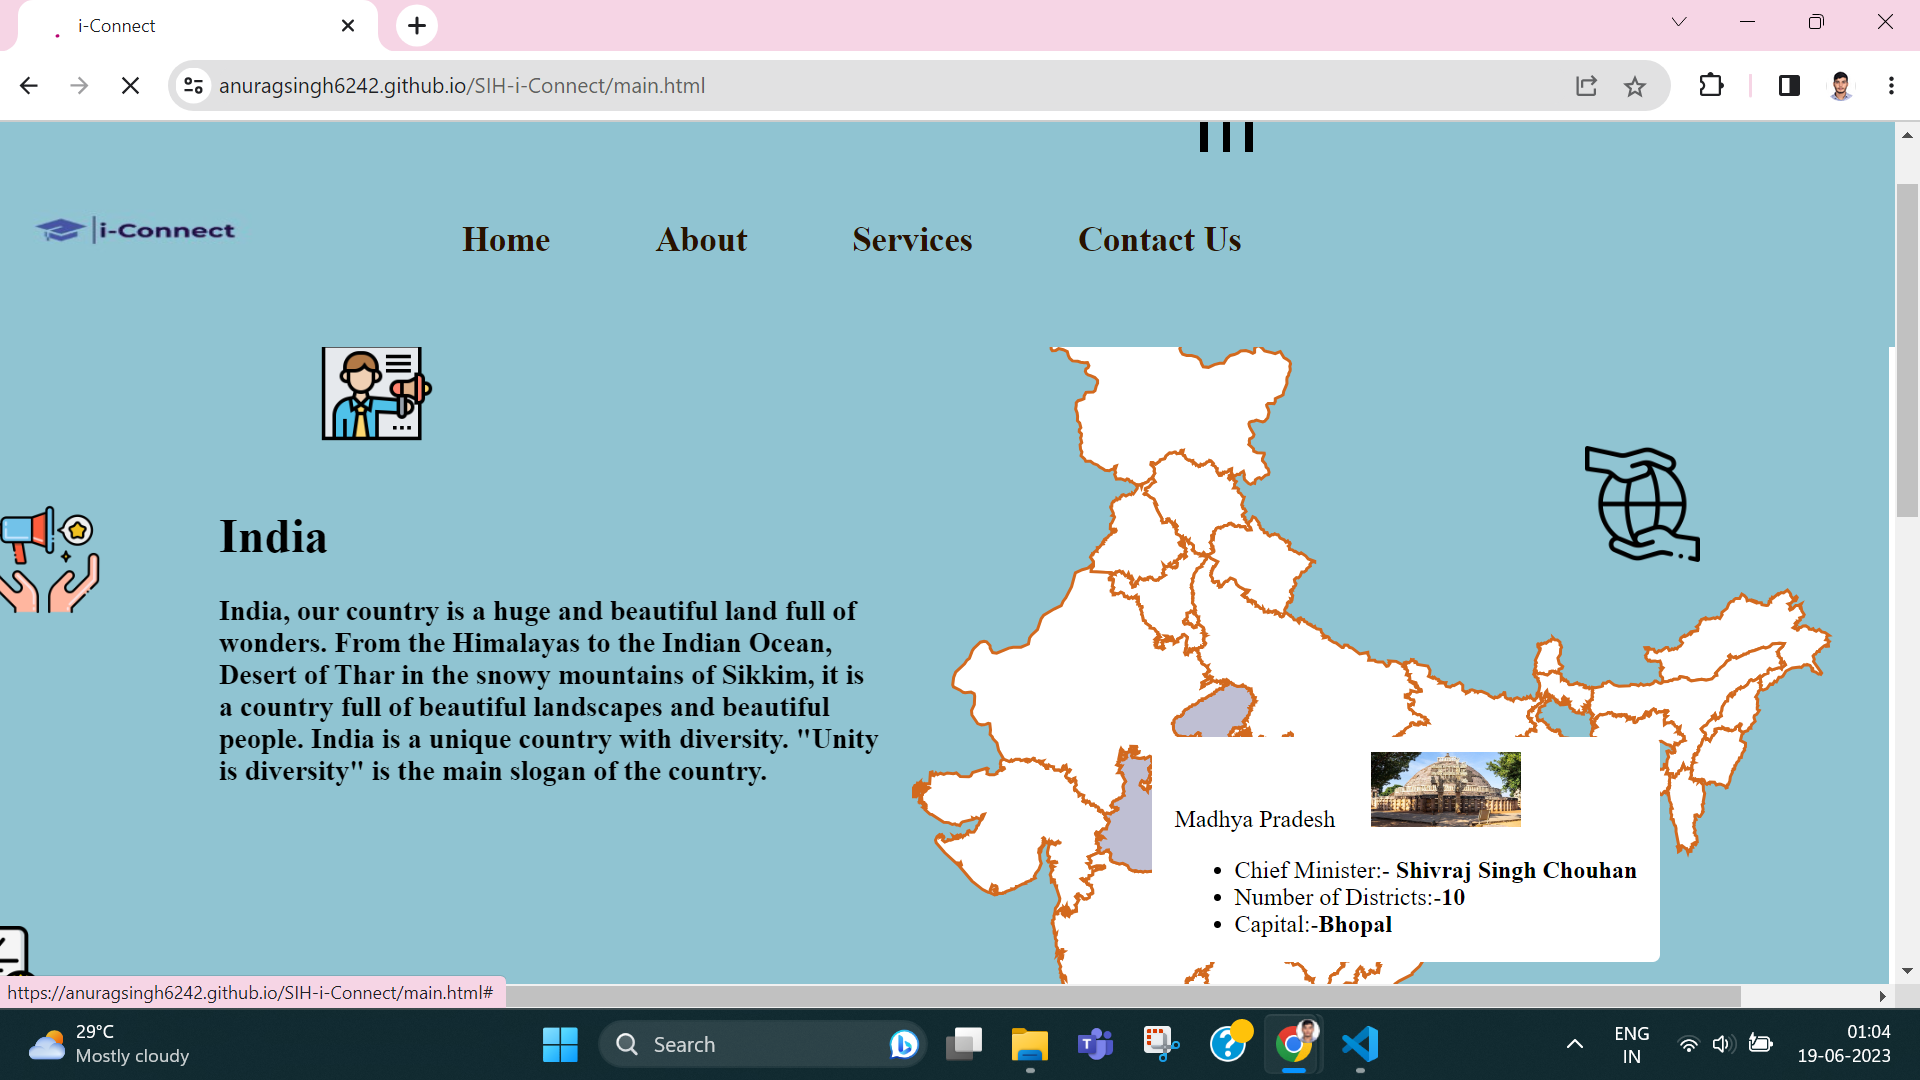 i-Connect
anuragsingh6242.github.io/SIH-i-Connect/main.html
i-Connect
Home About Services Contact Us
India
India, our country is a huge and beautiful land full of
wonders. From the Himalayas to the Indian Ocean,
Desert of Thar in the snowy mountains of Sikkim, it is
a country full of beautiful landscapes and beautiful
people. India is a unique country with diversity. "Unity
is diversity" is the main slogan of the country.
Madhya Pradesh
Chief Minister:- Shivraj Singh Chouhan
Number of Districts:-10
Capital:-Bhopal
https://anuragsingh6242.github.io/SIH-i-Connect/main.html#
29°C
Mostly cloudy
Search
ENG
IN
01:04
19-06-2023